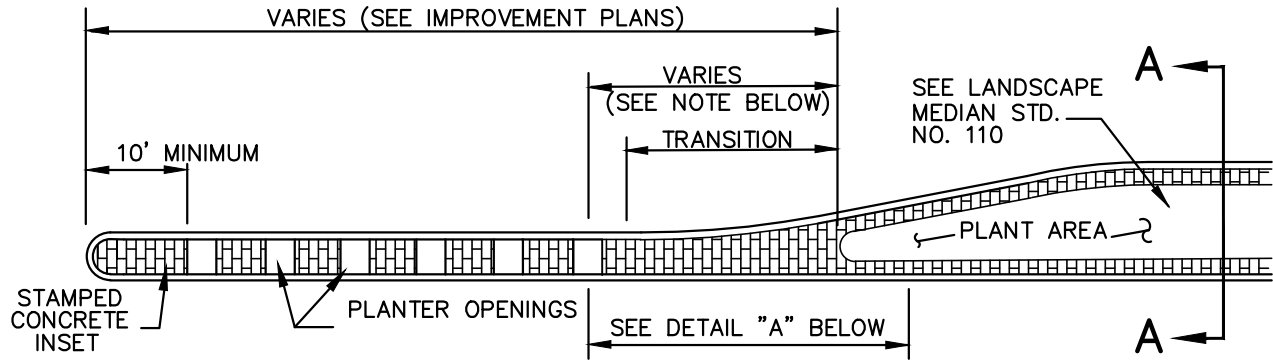 VARIES (SEE IMPROVEMENT PLANS)
VARIES
(SEE NOTE BELOW)
TRANSITION
10' MINIMUM
SEE LANDSCAPE
MEDIAN STD.
NO. 110
A
PLANT AREA
STAMPED
CONCRETE
INSET
PLANTER OPENINGS
SEE DETAIL "A" BELOW
A